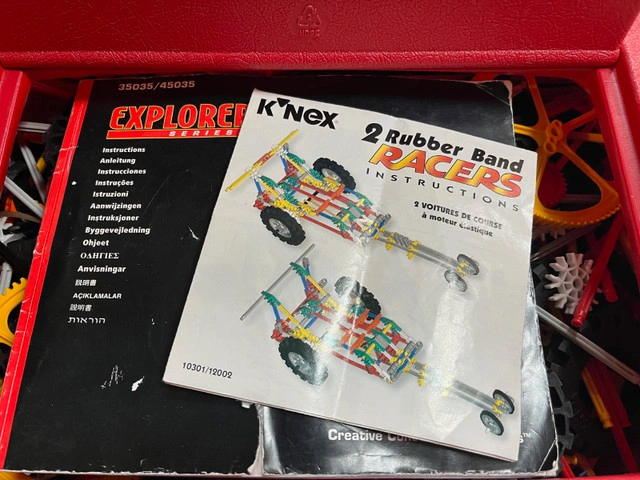 35035/45035
EXPLORER
SERIES
Instructions
Anleitung
Instrucciones
Instruções
Istruzioni
Aanwijzingen
Instruksjoner
Byggevejledning
Ohjeet
ΟΔΗΓΙΕΣ
Anvisningar
説明書
AÇIKLAMALAR
說明書
הוראות
K'NEX
2 Rubber Band
RACERS
INSTRUCTIONS
2 VOITURES DE COURSE
à moteur élastique
10301/12002
Creative